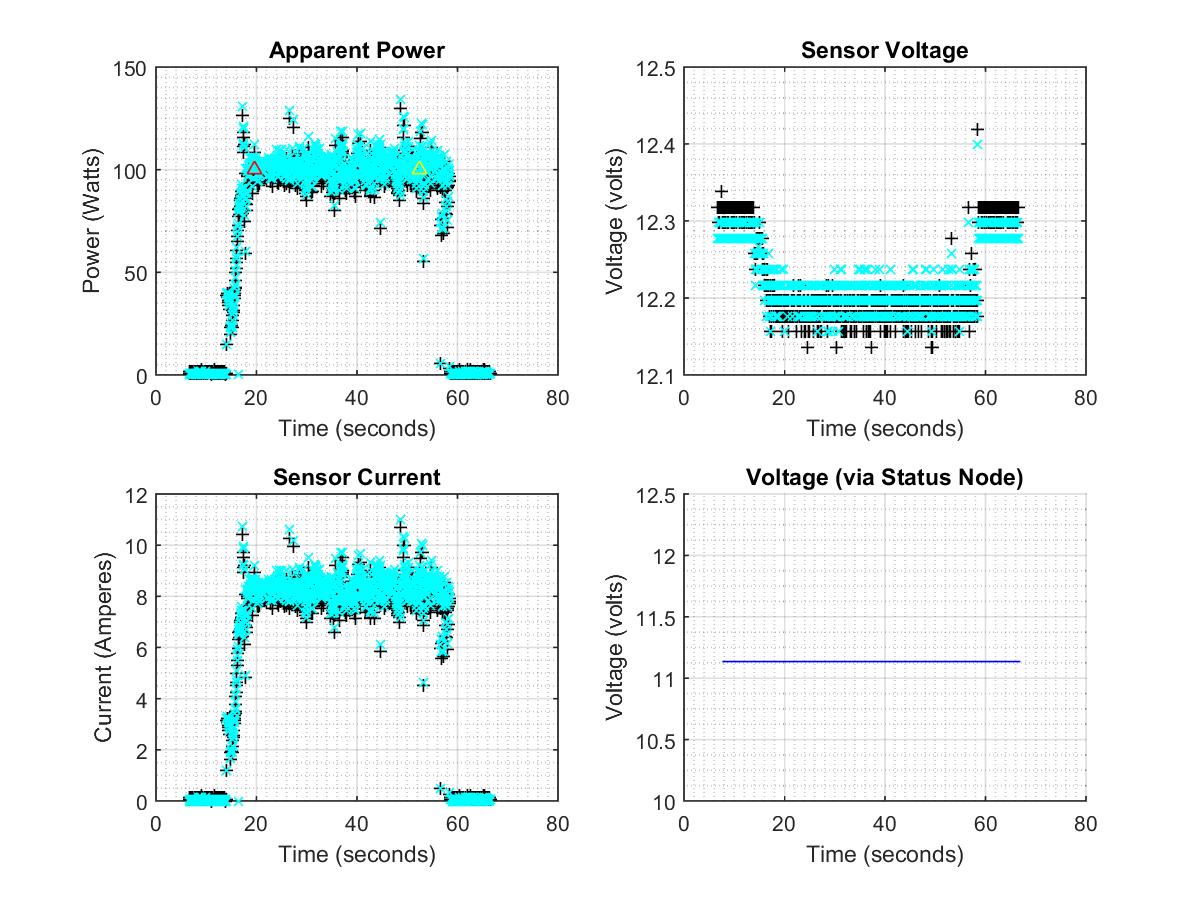 Apparent Power
150
100
50
0
Power (Watts)
0 20 40 60 80
Time (seconds)
Sensor Voltage
12.5
12.4
12.3
12.2
12.1
Voltage (volts)
0 20 40 60 80
Time (seconds)
Sensor Current
12
10
8
6
4
2
0
Current (Amperes)
0 20 40 60 80
Time (seconds)
Voltage (via Status Node)
12.5
12
11.5
11
10.5
10
Voltage (volts)
0 20 40 60 80
Time (seconds)